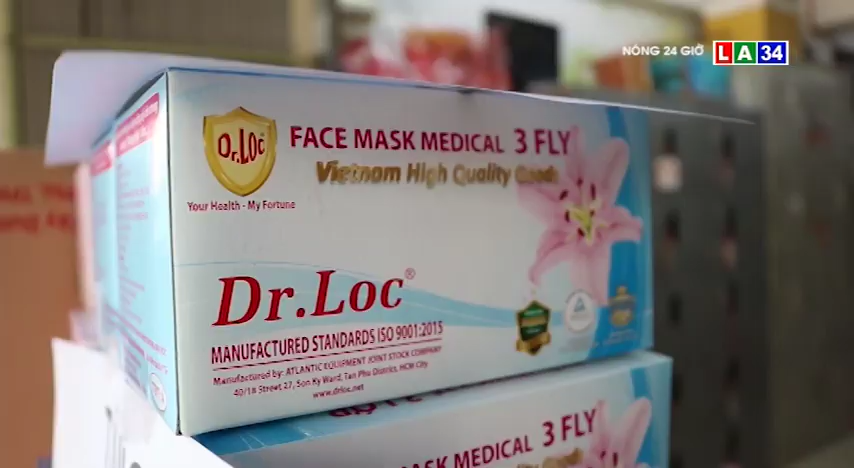 NÓNG 24 GIỜ LA34
Dr.Loc
FACE MASK MEDICAL 3 FLY
Vietnam High Quality Goods
Your Health - My Fortune
Dr.Loc®
MANUFACTURED STANDARDS ISO 9001:2015
Manufactured by: ATLANTIC EQUIPMENT JOINT STOCK COMPANY
40/18 Street 27, Son Ky Ward, Tan Phu District, HCM City
www.drloc.net
MASK MEDICAL 3 FLY